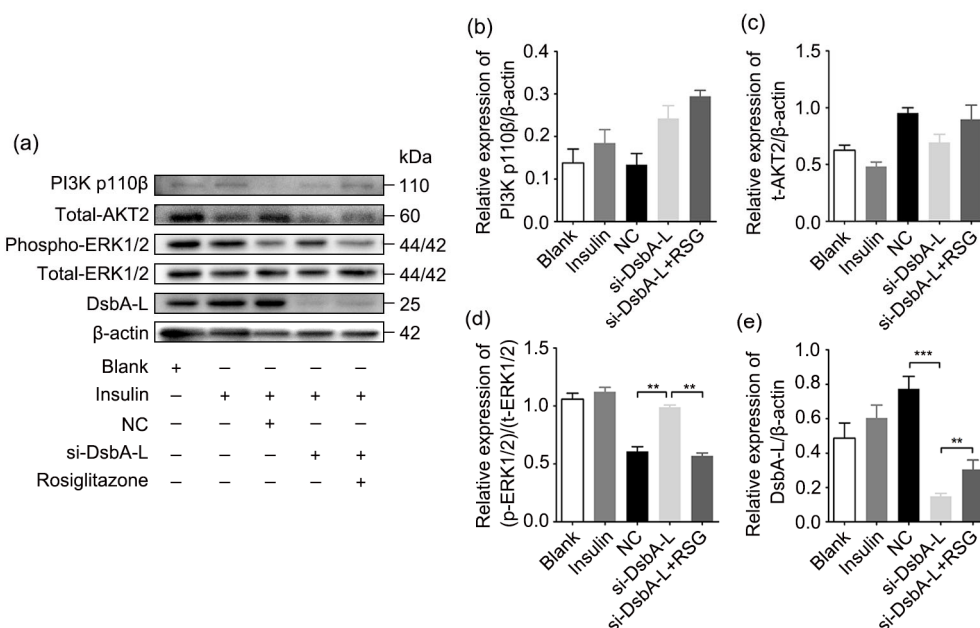 (a)
kDa
PI3K p110β
110
Total-AKT2
60
Phospho-ERK1/2
44/42
Total-ERK1/2
44/42
DsbA-L
25
β-actin
42
Blank + – – – –
Insulin – + + + +
NC – – + – –
si-DsbA-L – – – + +
Rosiglitazone – – – – +
(b)
Relative expression of
PI3K p110β/β-actin
0.4
0.3
0.2
0.1
0.0
Blank
Insulin
NC
si-DsbA-L
si-DsbA-L+RSG
(c)
Relative expression of
t-AKT2/β-actin
1.5
1.0
0.5
0.0
Blank
Insulin
NC
si-DsbA-L
si-DsbA-L+RSG
(d)
Relative expression of
(p-ERK1/2)/(t-ERK1/2)
1.5
1.0
0.5
0.0
** **
Blank
Insulin
NC
si-DsbA-L
si-DsbA-L+RSG
(e)
Relative expression of
DsbA-L/β-actin
1.0
0.8
0.6
0.4
0.2
0.0
***
**
Blank
Insulin
NC
si-DsbA-L
si-DsbA-L+RSG